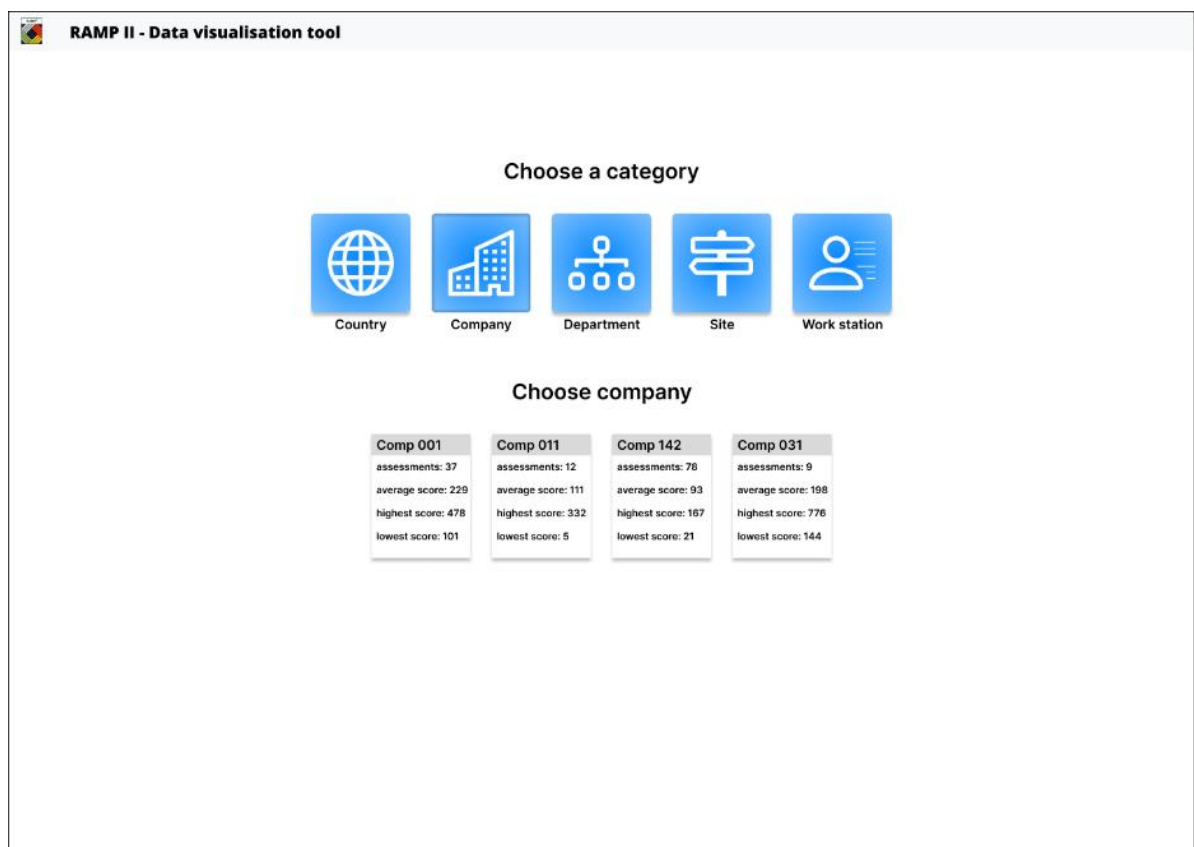 RAMP II - Data visualisation tool
Choose a category
Country
Company
Department
Site
Work station
Choose company
Comp 001
assessments: 37
average score: 229
highest score: 478
lowest score: 101
Comp 011
assessments: 12
average score: 111
highest score: 332
lowest score: 5
Comp 142
assessments: 78
average score: 93
highest score: 167
lowest score: 21
Comp 031
assessments: 9
average score: 198
highest score: 776
lowest score: 144